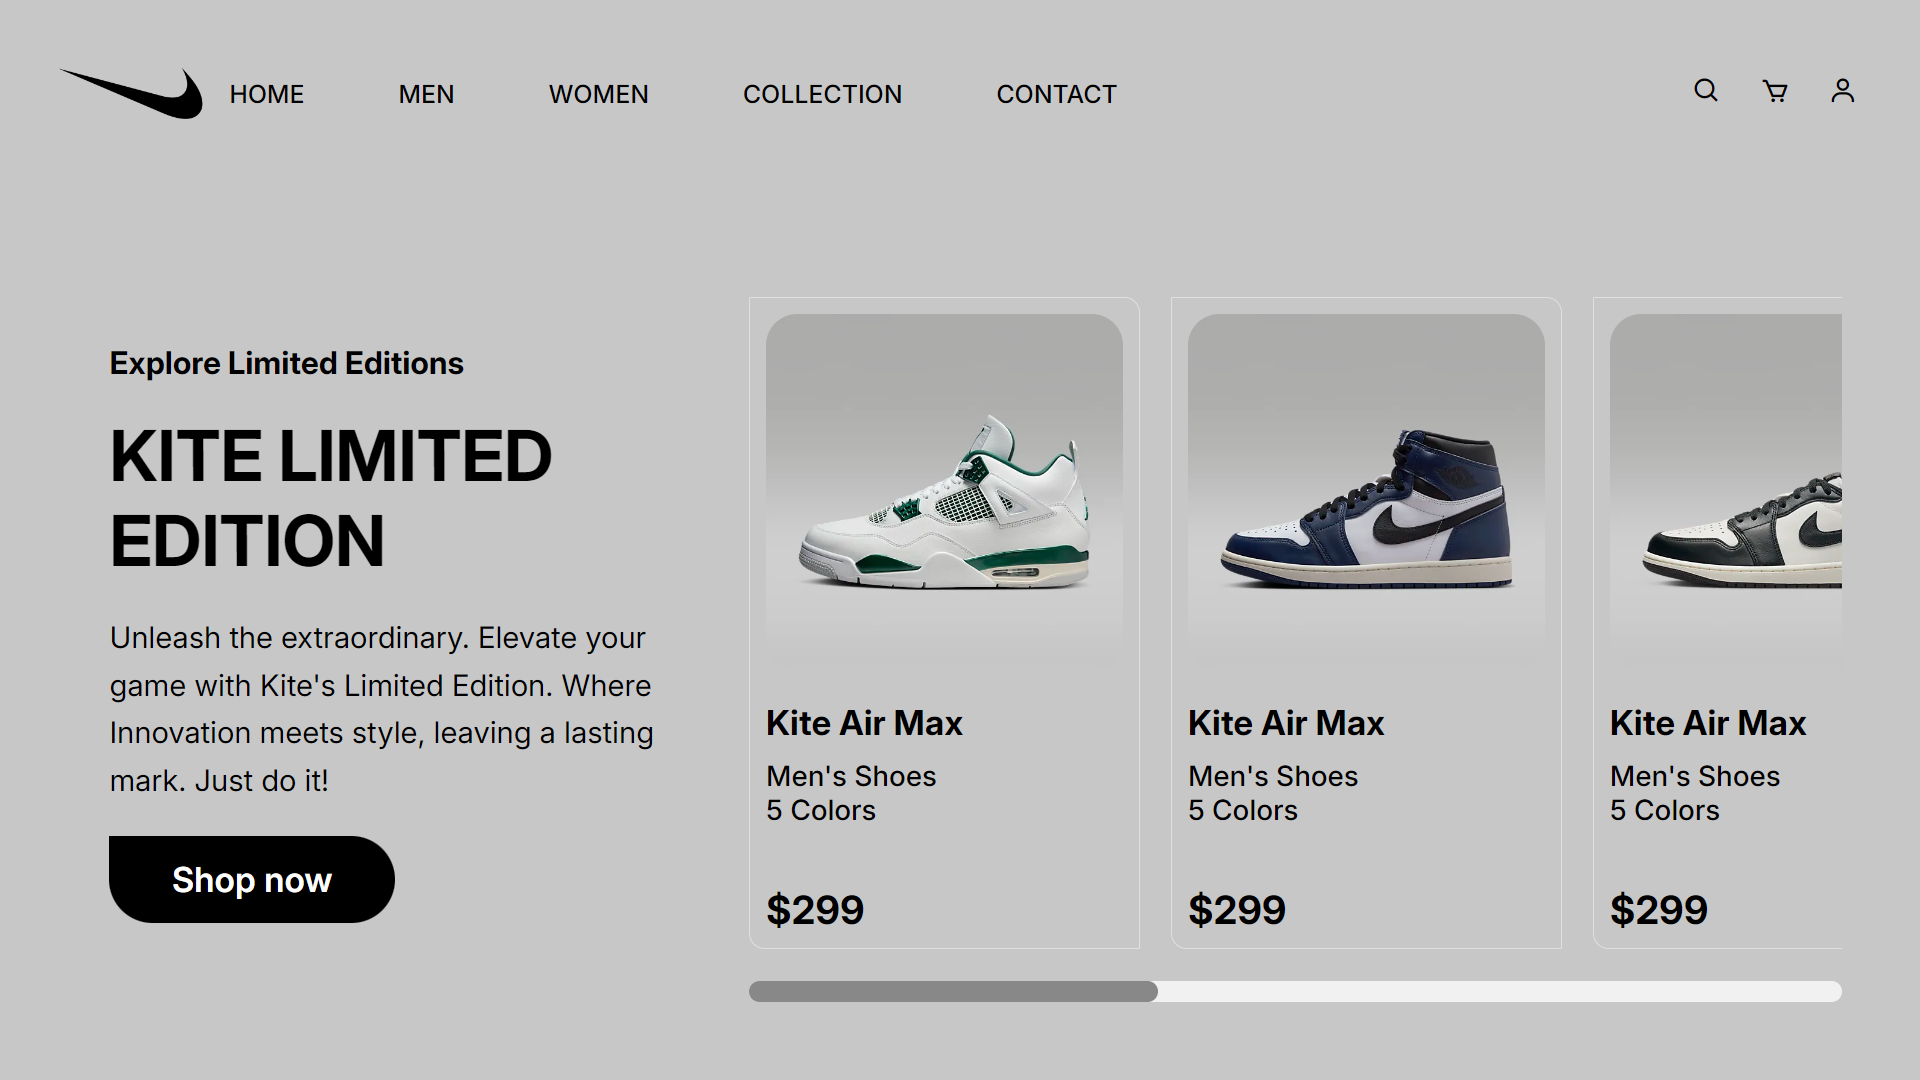 HOME
MEN
WOMEN
COLLECTION
CONTACT
Explore Limited Editions
KITE LIMITED
EDITION
Unleash the extraordinary. Elevate your
game with Kite's Limited Edition. Where
Innovation meets style, leaving a lasting
mark. Just do it!
Shop now
Kite Air Max
Men's Shoes
5 Colors
$299
Kite Air Max
Men's Shoes
5 Colors
$299
Kite Air Max
Men's Shoes
5 Colors
$299